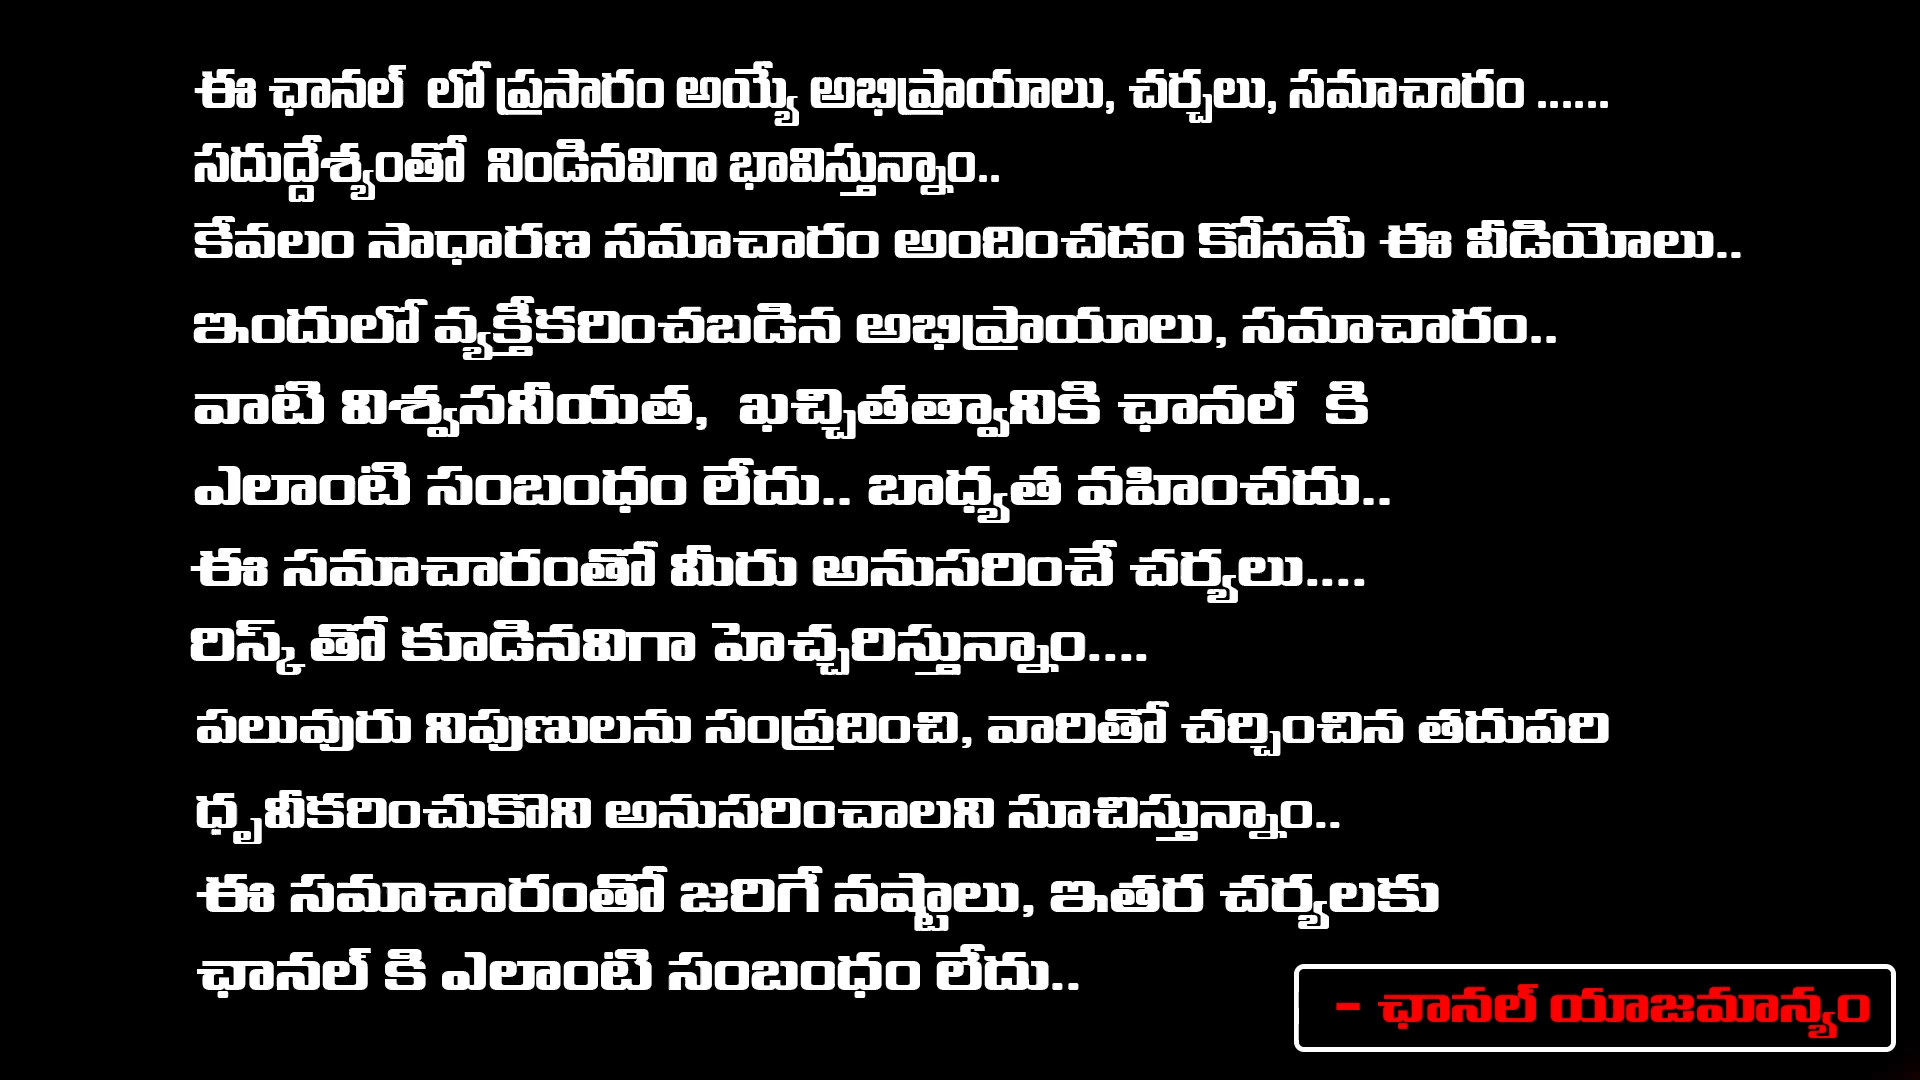 ఈ ఛానల్ లో ప్రసారం అయ్యే అభిప్రాయాలు, చర్చలు, సమాచారం ......
సదుద్దేశ్యంతో నిండినవిగా భావిస్తున్నాం..
కేవలం సాధారణ సమాచారం అందించడం కోసమే ఈ వీడియోలు..
ఇందులో వ్యక్తీకరించబడిన అభిప్రాయాలు, సమాచారం..
వాటి విశ్వసనీయత, ఖచ్చితత్వానికి ఛానల్ కి
ఎలాంటి సంబంధం లేదు.. బాధ్యత వహించదు..
ఈ సమాచారంతో మీరు అనుసరించే చర్యలు....
రిస్క్ తో కూడినవిగా హెచ్చరిస్తున్నాం....
పలువురు నిపుణులను సంప్రదించి, వారితో చర్చించిన తదుపరి
ధృవీకరించుకొని అనుసరించాలని సూచిస్తున్నాం..
ఈ సమాచారంతో జరిగే నష్టాలు, ఇతర చర్యలకు
ఛానల్ కి ఎలాంటి సంబంధం లేదు..
- ఛానల్ యాజమాన్యం